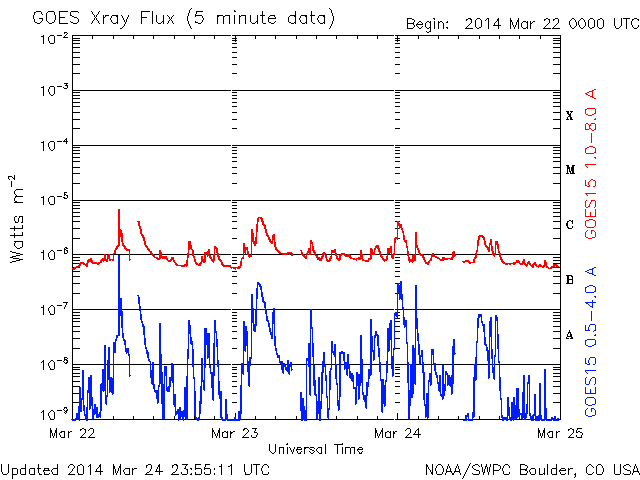 GOES Xray Flux (5 minute data)
Begin: 2014 Mar 22 0000 UTC
10⁻²
10⁻³
10⁻⁴
10⁻⁵
10⁻⁶
10⁻⁷
10⁻⁸
10⁻⁹
Watts m⁻²
X
M
C
B
A
GOES15 1.0-8.0 A
GOES15 0.5-4.0 A
Mar 22
Mar 23
Mar 24
Mar 25
Universal Time
Updated 2014 Mar 24 23:55:11 UTC
NOAA/SWPC Boulder, CO USA